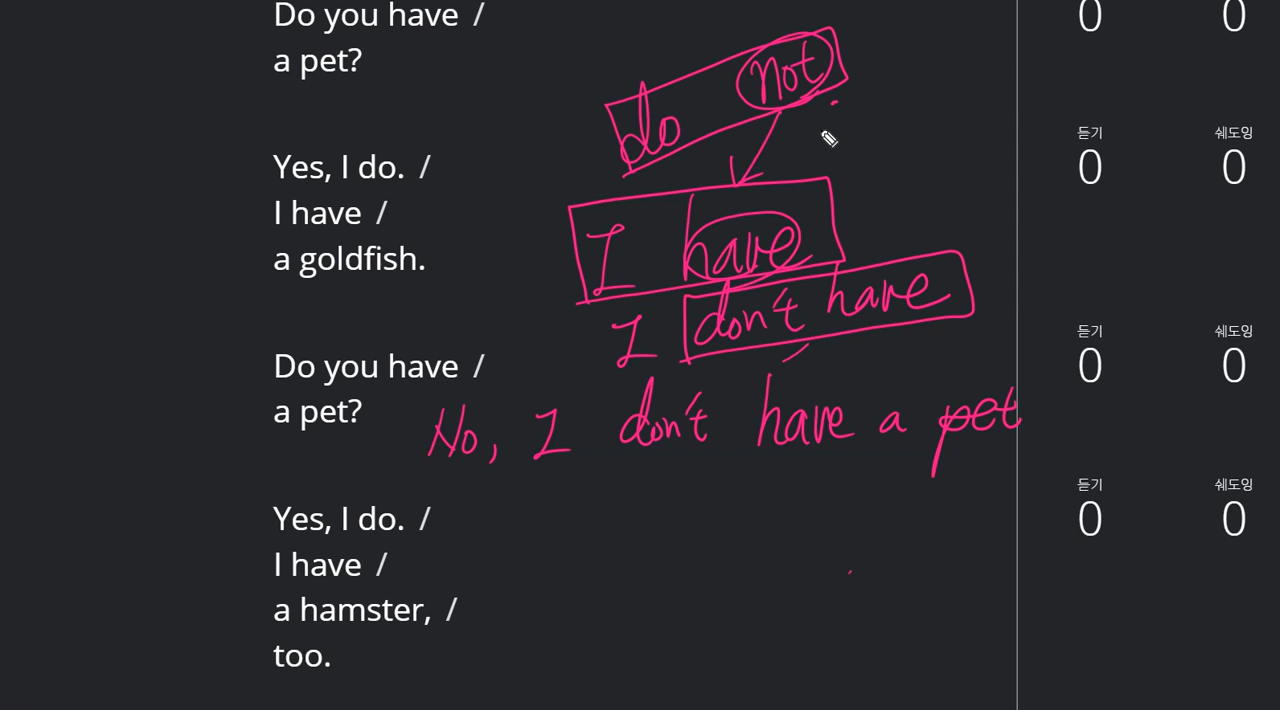 Do you have /
a pet?
0 0
do not
듣기 쉐도잉
0 0
Yes, I do. /
I have /
a goldfish.
I have
I don't have
듣기 쉐도잉
0 0
Do you have /
a pet?
No, I don't have a pet
듣기 쉐도잉
0 0
Yes, I do. /
I have /
a hamster, /
too.